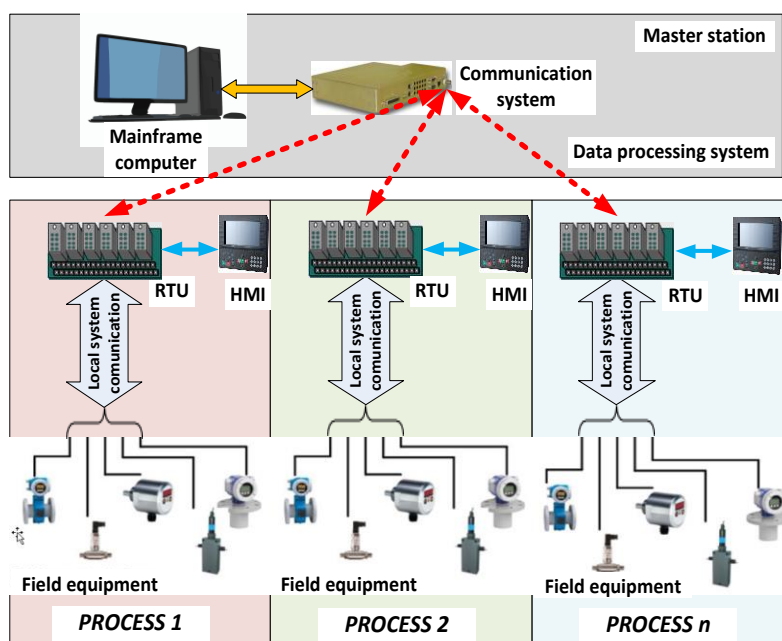 Master station
Communication
system
Mainframe
computer
Data processing system
RTU
HMI
RTU
HMI
RTU
HMI
Local system
comunication
Local system
comunication
Local system
comunication
Field equipment
Field equipment
Field equipment
PROCESS 1
PROCESS 2
PROCESS n